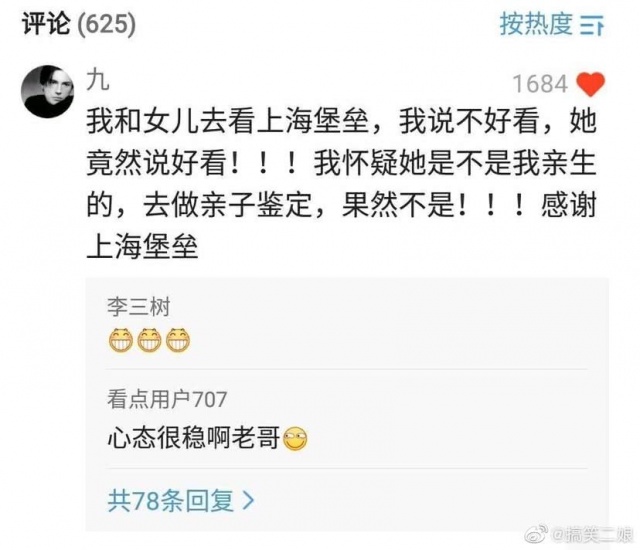 评论 (625)
按热度
九
1684
我和女儿去看上海堡垒，我说不好看，她
竟然说好看！！！我怀疑她是不是我亲生
的，去做亲子鉴定，果然不是！！！感谢
上海堡垒
李三树
看点用户707
心态很稳啊老哥
共78条回复
@搞笑二娘